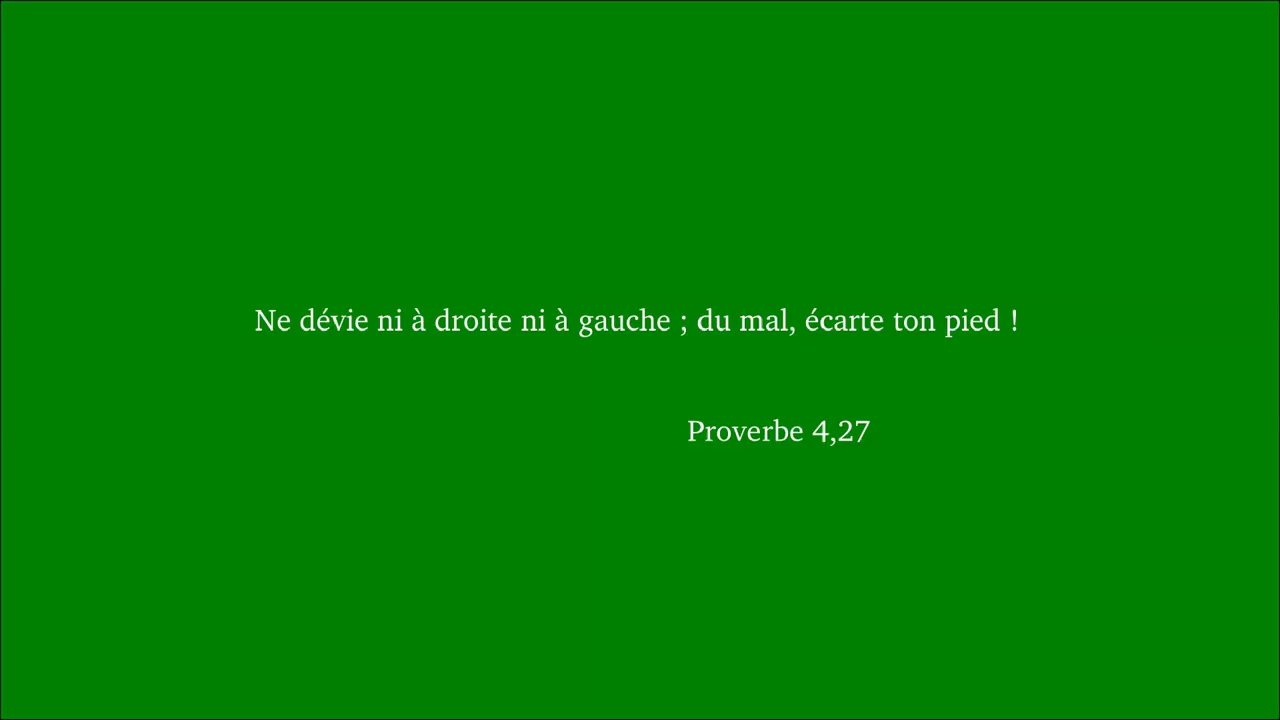 Ne dévie ni à droite ni à gauche ; du mal, écarte ton pied !
Proverbe 4,27